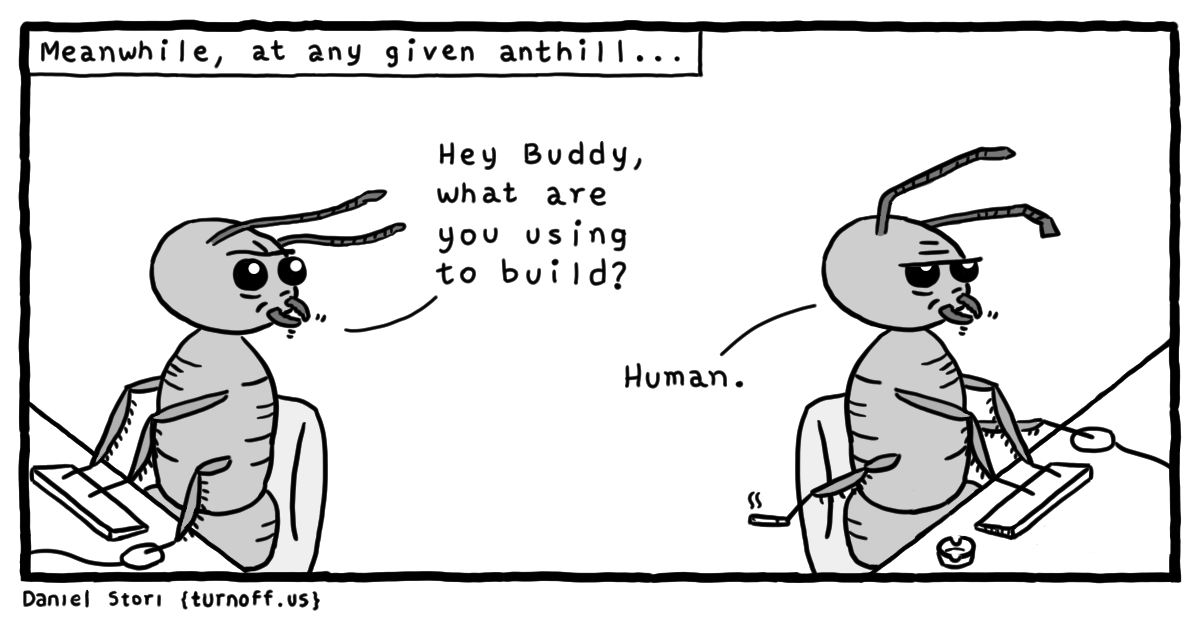 Meanwhile, at any given anthill...
Hey Buddy,
what are
you using
to build?
Human.
Daniel Stori {turnoff.us}